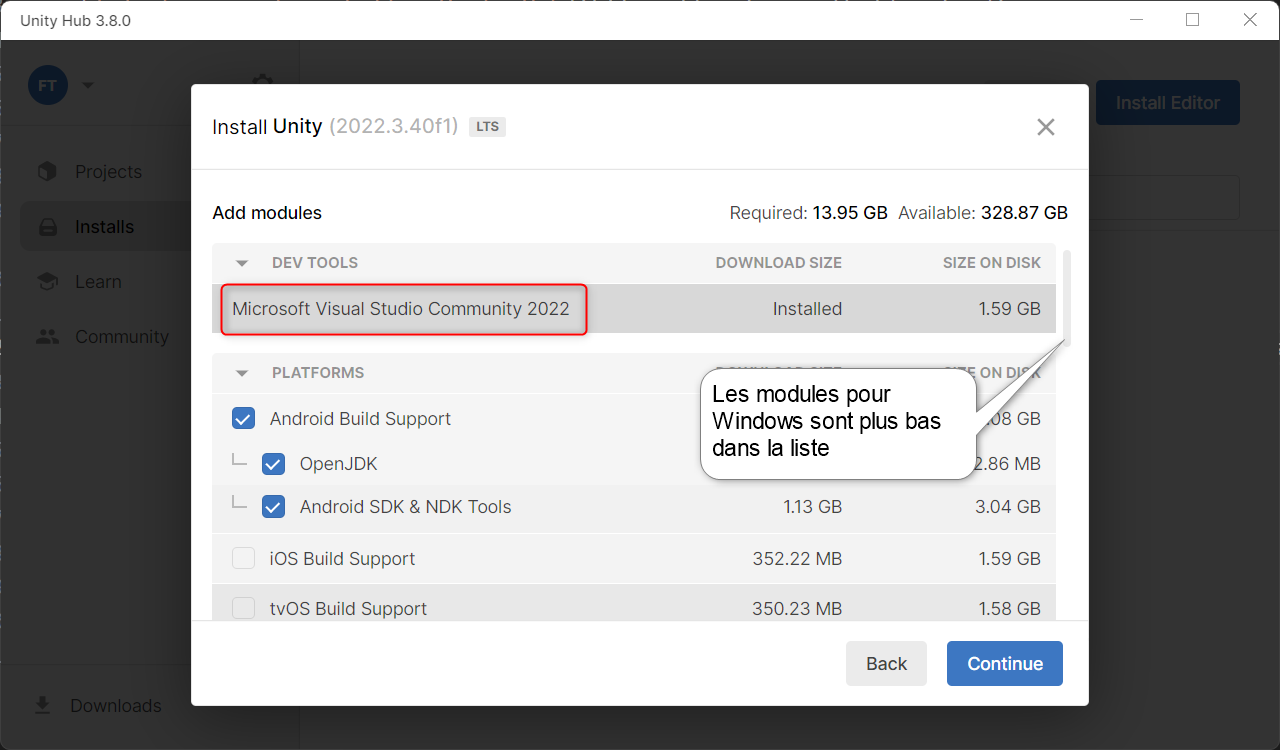 Unity Hub 3.8.0
FT
Install Editor
Projects
Installs
Learn
Community
Downloads
Install Unity (2022.3.40f1) LTS
Add modules Required: 13.95 GB Available: 328.87 GB
DEV TOOLS DOWNLOAD SIZE SIZE ON DISK
Microsoft Visual Studio Community 2022 Installed 1.59 GB
PLATFORMS DOWNLOAD SIZE SIZE ON DISK
Android Build Support .08 GB
OpenJDK 2.86 MB
Android SDK & NDK Tools 1.13 GB 3.04 GB
iOS Build Support 352.22 MB 1.59 GB
tvOS Build Support 350.23 MB 1.58 GB
Les modules pour
Windows sont plus bas
dans la liste
Back Continue